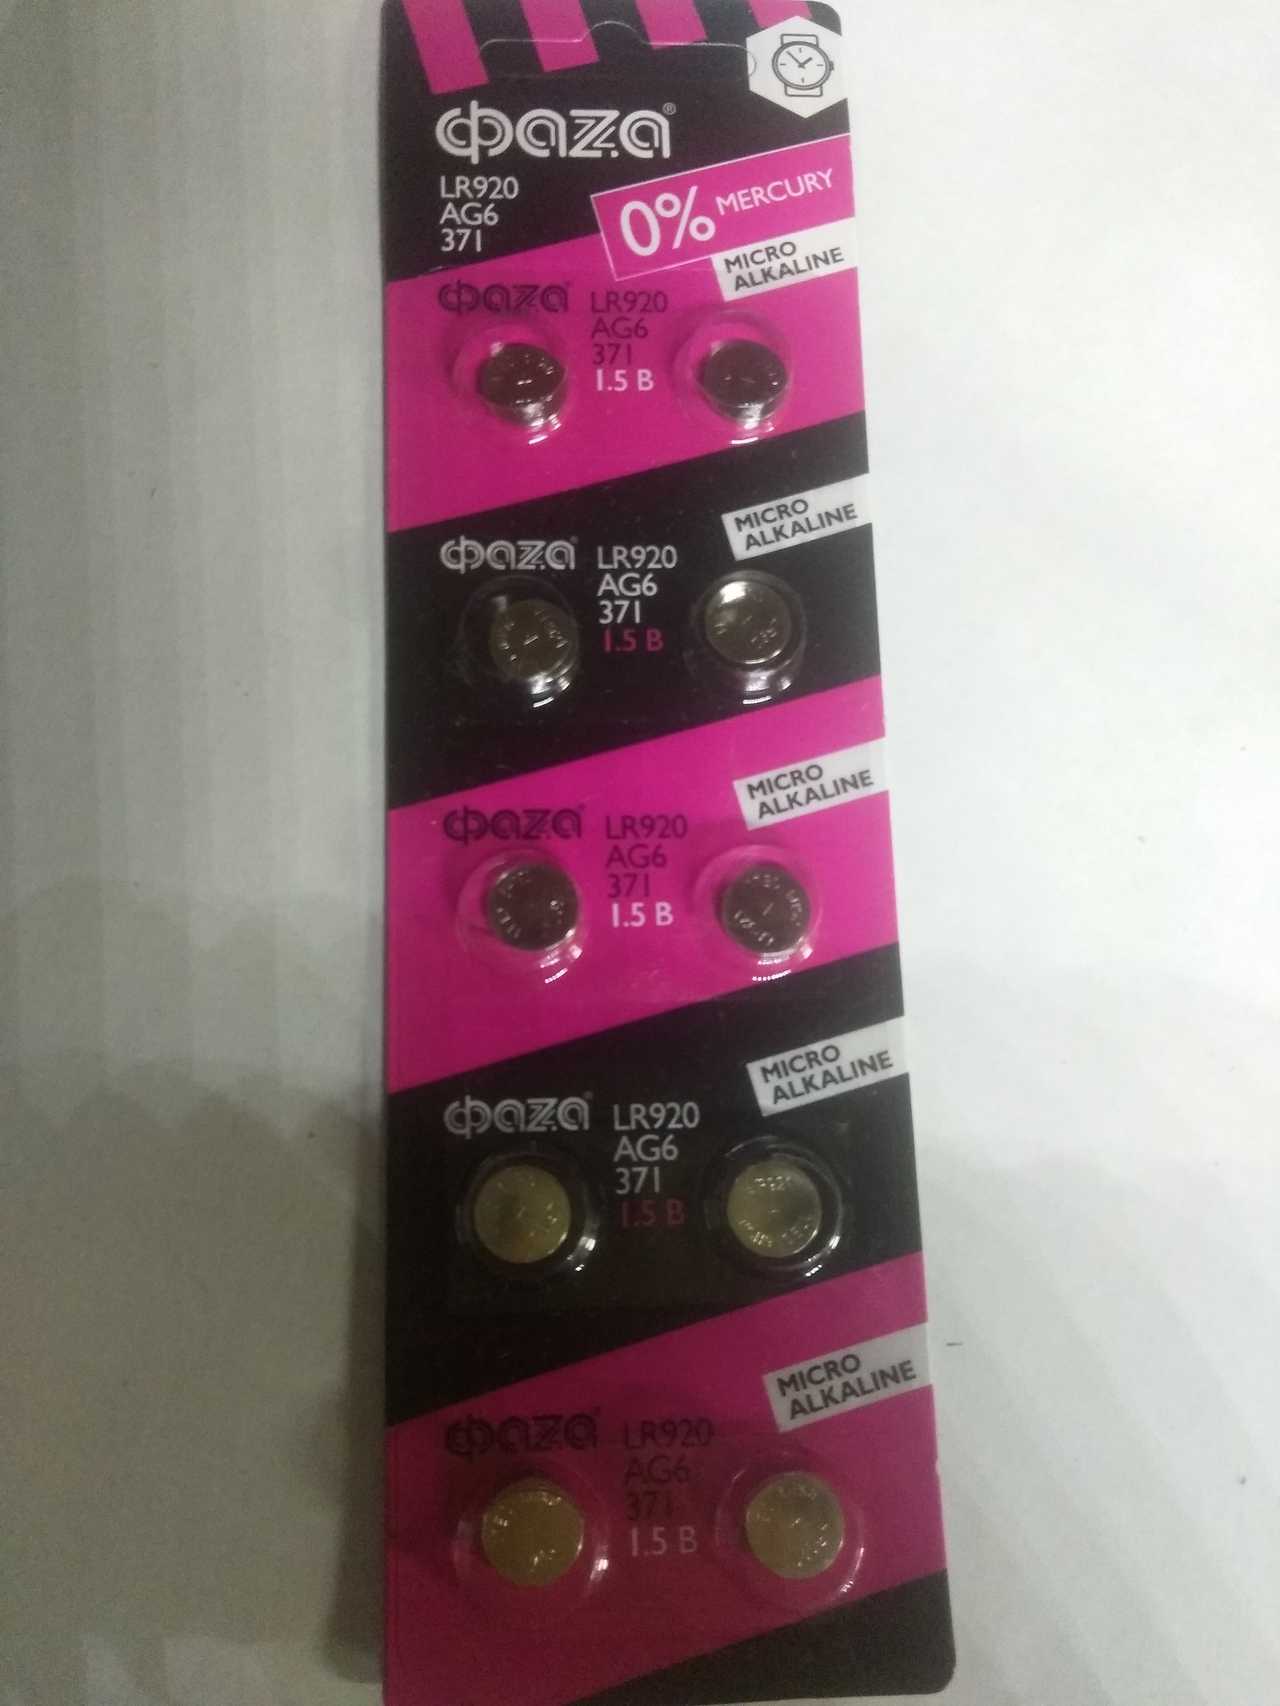 фаzа®
LR920
AG6
371
0% MERCURY
MICRO
ALKALINE
фаzа®
LR920
AG6
371
1.5 В
MICRO
ALKALINE
фаzа®
LR920
AG6
371
1.5 В
MICRO
ALKALINE
фаzа®
LR920
AG6
371
1.5 В
MICRO
ALKALINE
фаzа®
LR920
AG6
371
1.5 В
MICRO
ALKALINE
фаzа®
LR920
AG6
371
1.5 В